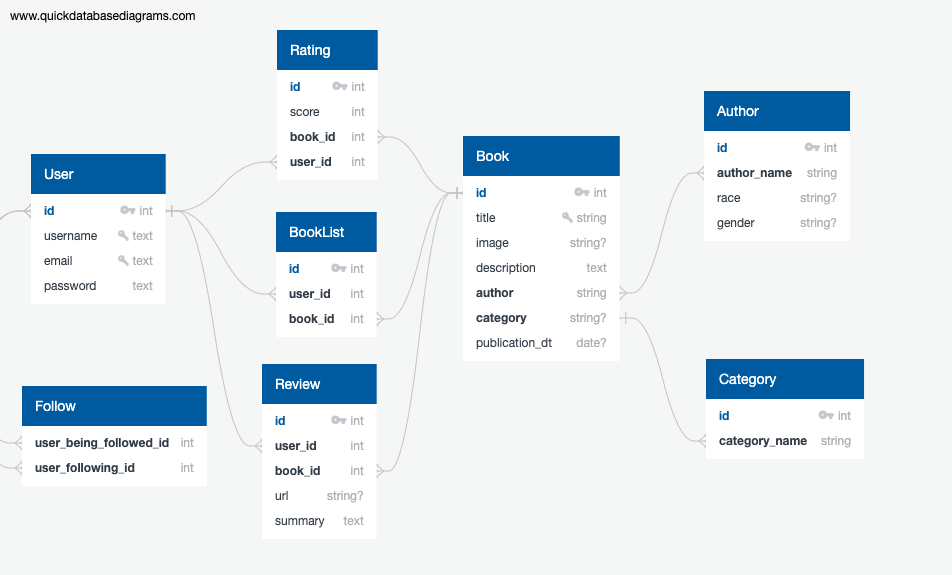 www.quickdatabasediagrams.com
Rating
id int
score int
book_id int
user_id int
User
id int
username text
email text
password text
BookList
id int
user_id int
book_id int
Book
id int
title string
image string?
description text
author string
category string?
publication_dt date?
Author
id int
author_name string
race string?
gender string?
Follow
user_being_followed_id int
user_following_id int
Review
id int
user_id int
book_id int
url string?
summary text
Category
id int
category_name string